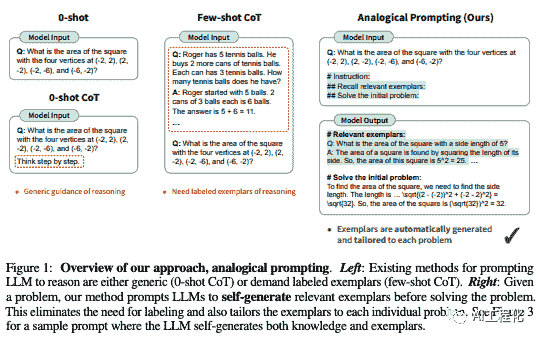 0-shot
Model Input
Q: What is the area of the square
with the four vertices at (-2, 2), (2,
-2), (-2, -6), and (-6, -2)?
0-shot CoT
Model Input
Q: What is the area of the square
with the four vertices at (-2, 2), (2,
-2), (-2, -6), and (-6, -2)?
Think step by step.
Generic guidance of reasoning
Few-shot CoT
Model Input
Q: Roger has 5 tennis balls. He
buys 2 more cans of tennis balls.
Each can has 3 tennis balls. How
many tennis balls does he have?
A: Roger started with 5 balls. 2
cans of 3 balls each is 6 balls.
The answer is 5 + 6 = 11.
...
Q: What is the area of the square
with the four vertices at (-2, 2), (2,
-2), (-2, -6), and (-6, -2)?
Need labeled exemplars of reasoning
Analogical Prompting (Ours)
Model Input
Q: What is the area of the square with the four vertices at
(-2, 2), (2, -2), (-2, -6), and (-6, -2)?
# Instruction:
## Recall relevant exemplars:
## Solve the initial problem:
Model Output
# Relevant exemplars:
Q: What is the area of the square with a side length of 5?
A: The area of a square is found by squaring the length of its
side. So, the area of this square is 5^2 = 25. ...
# Solve the initial problem:
To find the area of the square, we need to find the side
length. The length is ... \sqrt{(2 - (-2))^2 + (-2 - 2)^2} =
\sqrt{32}. So, the area of the square is (\sqrt{32})^2 = 32.
Exemplars are automatically generated
and tailored to each problem
Figure 1: Overview of our approach, analogical prompting. Left: Existing methods for prompting
LLM to reason are either generic (0-shot CoT) or demand labeled exemplars (few-shot CoT). Right: Given
a problem, our method prompts LLMs to self-generate relevant exemplars before solving the problem.
This eliminates the need for labeling and also tailors the exemplars to each individual problem. See Figure 3
for a sample prompt where the LLM self-generates both knowledge and exemplars.
AI工程化